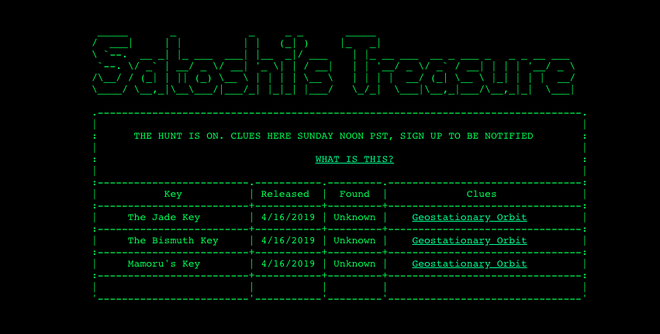 Satoshi's Treasure
THE HUNT IS ON. CLUES HERE SUNDAY NOON PST, SIGN UP TO BE NOTIFIED
WHAT IS THIS?
Key | Released | Found | Clues
The Jade Key | 4/16/2019 | Unknown | Geostationary Orbit
The Bismuth Key | 4/16/2019 | Unknown | Geostationary Orbit
Mamoru's Key | 4/16/2019 | Unknown | Geostationary Orbit